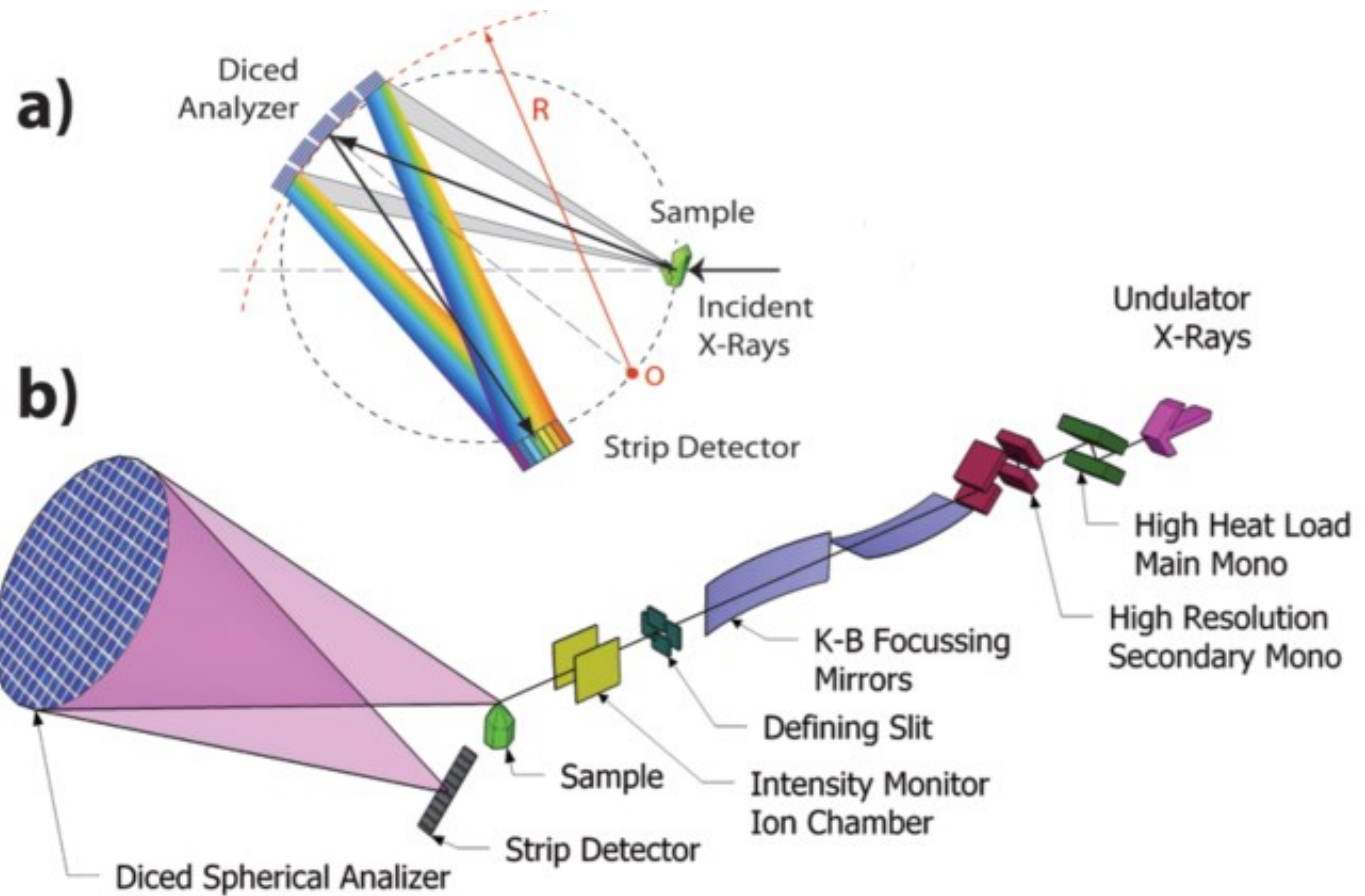 a)
Diced
Analyzer
R
Sample
Incident
X-Rays
O
Strip Detector
b)
Undulator
X-Rays
High Heat Load
Main Mono
High Resolution
Secondary Mono
K-B Focussing
Mirrors
Defining Slit
Intensity Monitor
Ion Chamber
Sample
Strip Detector
Diced Spherical Analizer